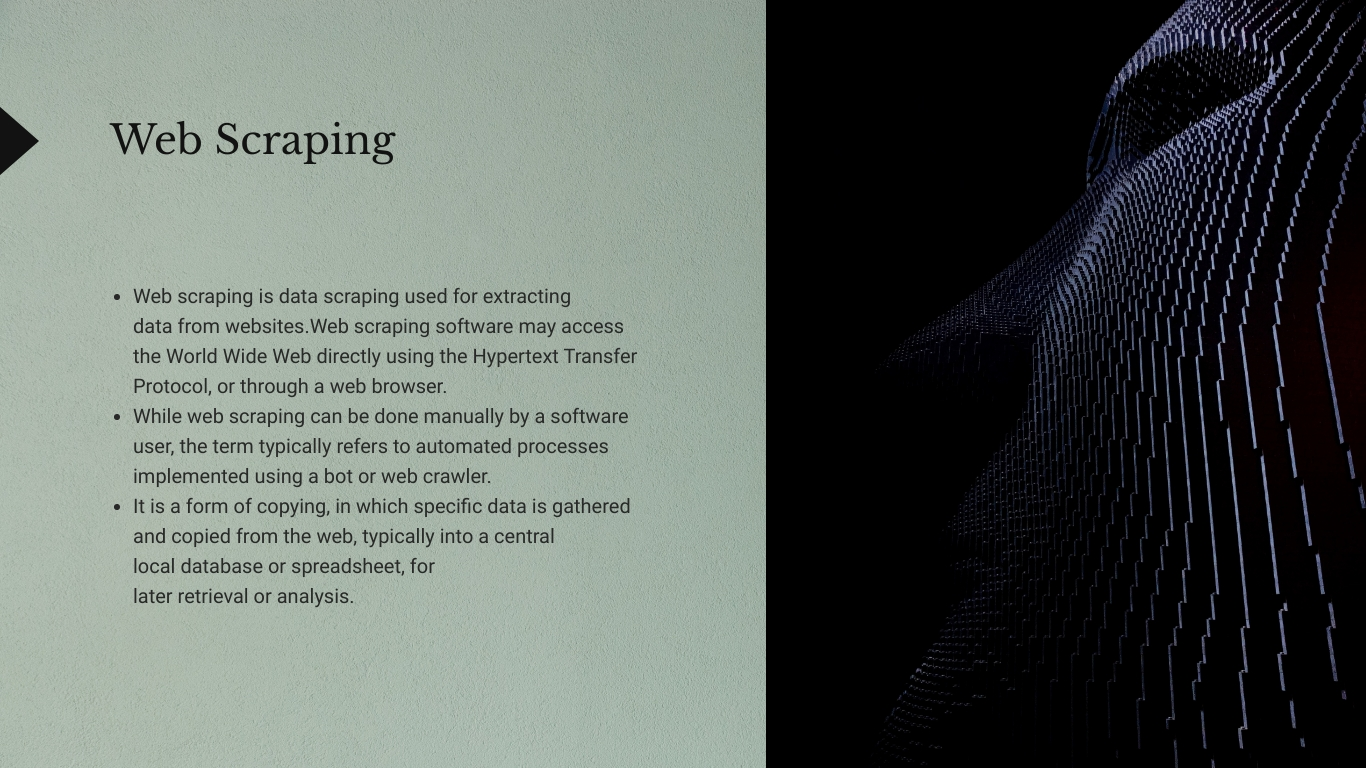 Web Scraping
• Web scraping is data scraping used for extracting
data from websites.Web scraping software may access
the World Wide Web directly using the Hypertext Transfer
Protocol, or through a web browser.
• While web scraping can be done manually by a software
user, the term typically refers to automated processes
implemented using a bot or web crawler.
• It is a form of copying, in which specific data is gathered
and copied from the web, typically into a central
local database or spreadsheet, for
later retrieval or analysis.